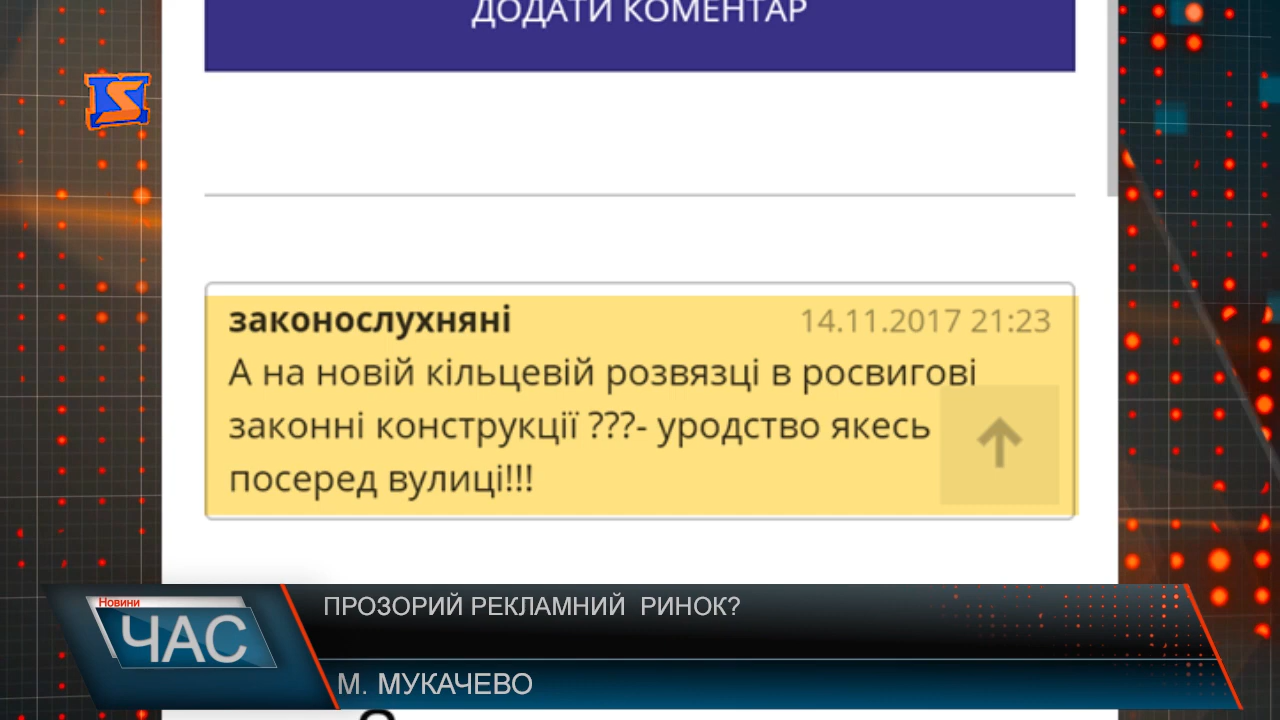 ДОДАТИ КОМЕНТАР
законослухняні 14.11.2017 21:23
А на новій кільцевій розвязці в росвигові
законні конструкції ???- уродство якесь
посеред вулиці!!!
Новини
ЧАС
ПРОЗОРИЙ РЕКЛАМНИЙ РИНОК?
М. МУКАЧЕВО